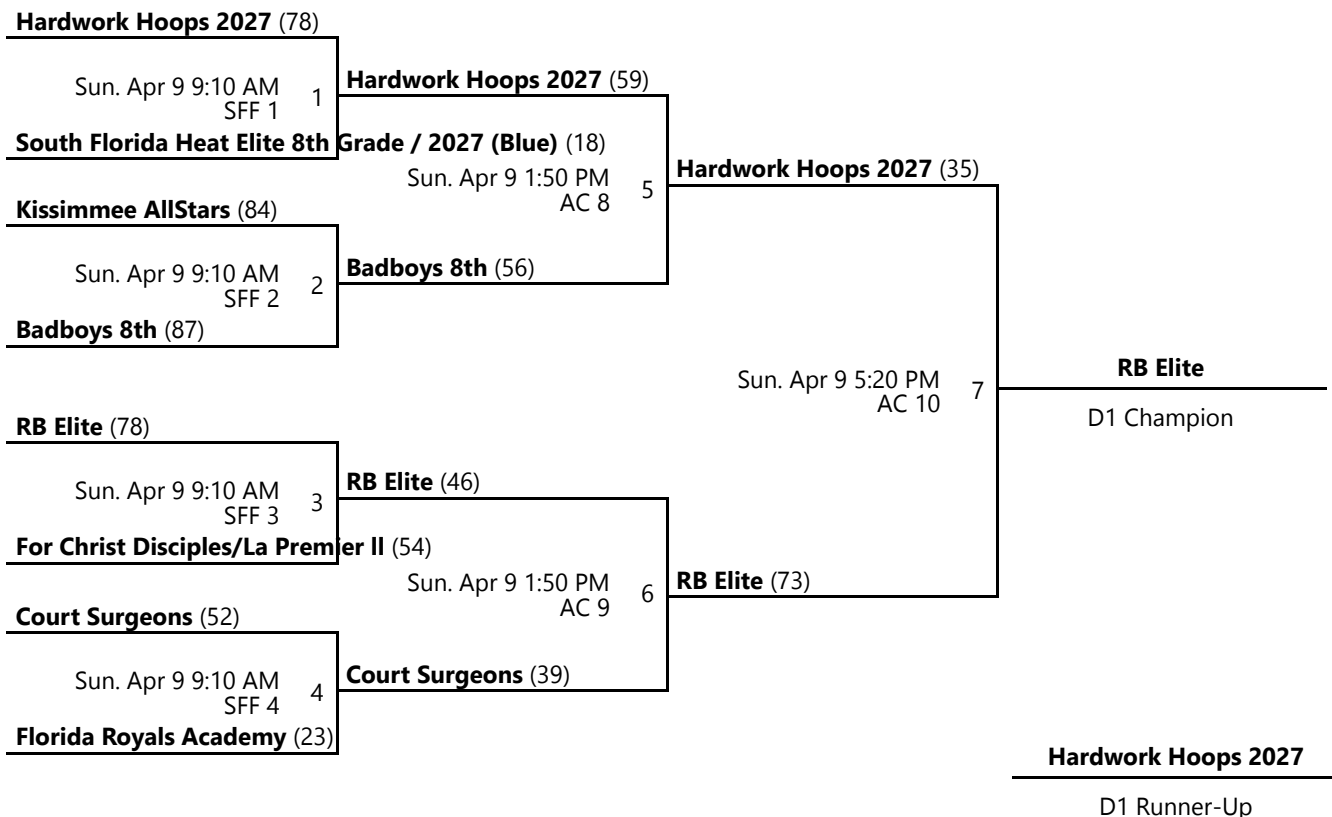 Hardwork Hoops 2027 (78)
Sun. Apr 9 9:10 AM
SFF 1
1
South Florida Heat Elite 8th Grade / 2027 (Blue) (18)
Kissimmee AllStars (84)
Sun. Apr 9 9:10 AM
SFF 2
2
Badboys 8th (87)
RB Elite (78)
Sun. Apr 9 9:10 AM
SFF 3
3
For Christ Disciples/La Premier ll (54)
Court Surgeons (52)
Sun. Apr 9 9:10 AM
SFF 4
4
Florida Royals Academy (23)
Hardwork Hoops 2027 (59)
Sun. Apr 9 1:50 PM
AC 8
5
Badboys 8th (56)
RB Elite (46)
Sun. Apr 9 1:50 PM
AC 9
6
Court Surgeons (39)
Hardwork Hoops 2027 (35)
Sun. Apr 9 5:20 PM
AC 10
7
RB Elite (73)
RB Elite
D1 Champion
Hardwork Hoops 2027
D1 Runner-Up